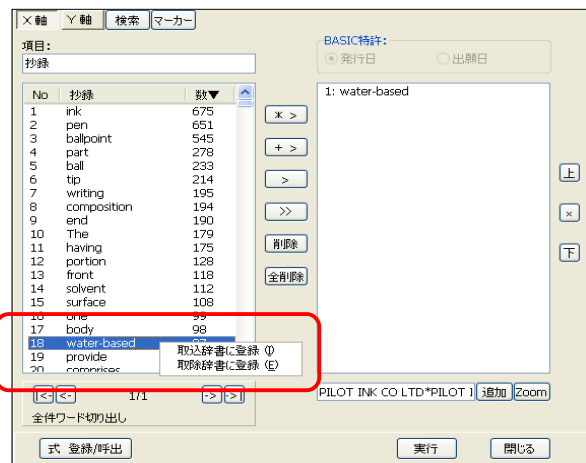 X 軸 Y 軸 検索 マーカー
項目:
抄録
BASIC特許:
発行日 出願日
No 抄録 数▼
1 ink 675
2 pen 651
3 ballpoint 545
4 part 278
5 ball 233
6 tip 214
7 writing 195
8 composition 194
9 end 190
10 The 179
11 having 175
12 portion 128
13 front 118
14 solvent 112
15 surface 108
16 one 99
17 body 98
18 water-based
19 provide
20 comprises
取込辞書に登録 (I)
取除辞書に登録 (E)
* >
+ >
>
>>
削除
全削除
1: water-based
上
×
下
|<- <- 1/1 -> ->|
全件ワード切り出し
PILOT INK CO LTD*PILOT 追加 Zoom
式 登録/呼出 実行 閉じる